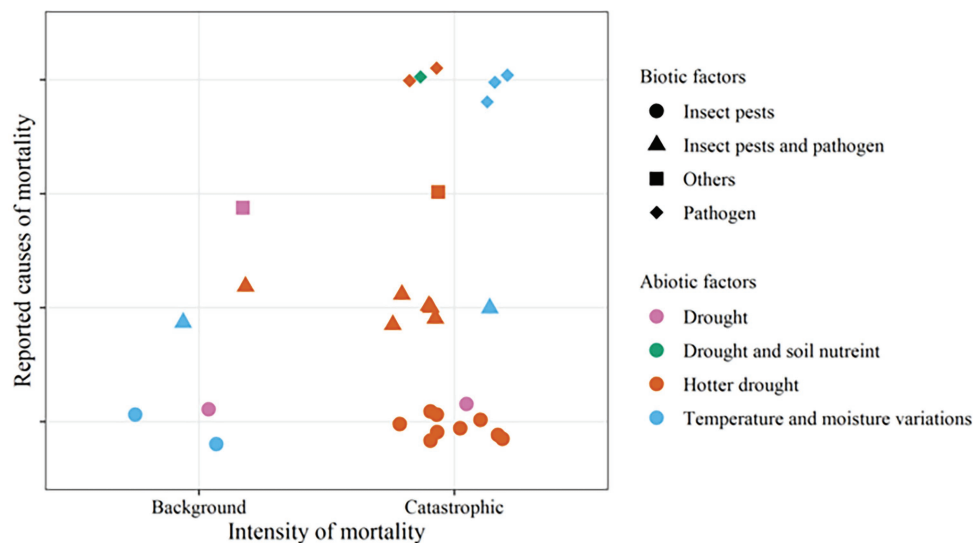 Reported causes of mortality
Background
Catastrophic
Intensity of mortality
Biotic factors
Insect pests
Insect pests and pathogen
Others
Pathogen
Abiotic factors
Drought
Drought and soil nutreint
Hotter drought
Temperature and moisture variations